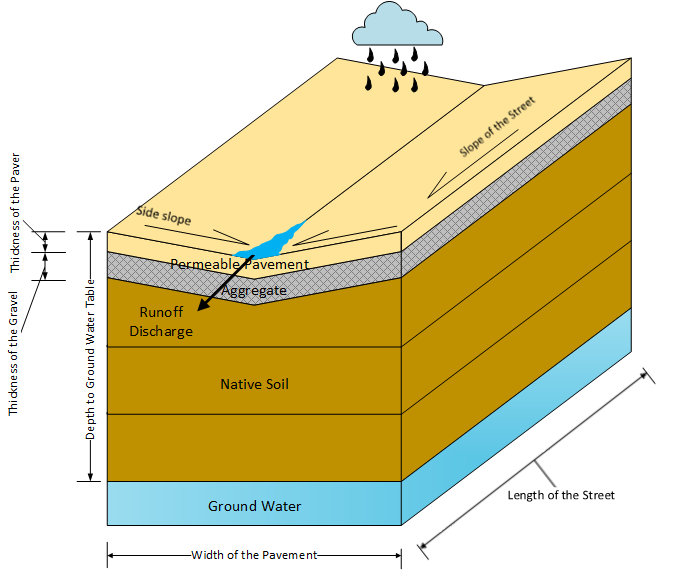 Slope of the Street
Side slope
Thickness of the Paver
Permeable Pavement
Aggregate
Runoff
Discharge
Thickness of the Gravel
Depth to Ground Water Table
Native Soil
Ground Water
Length of the Street
Width of the Pavement